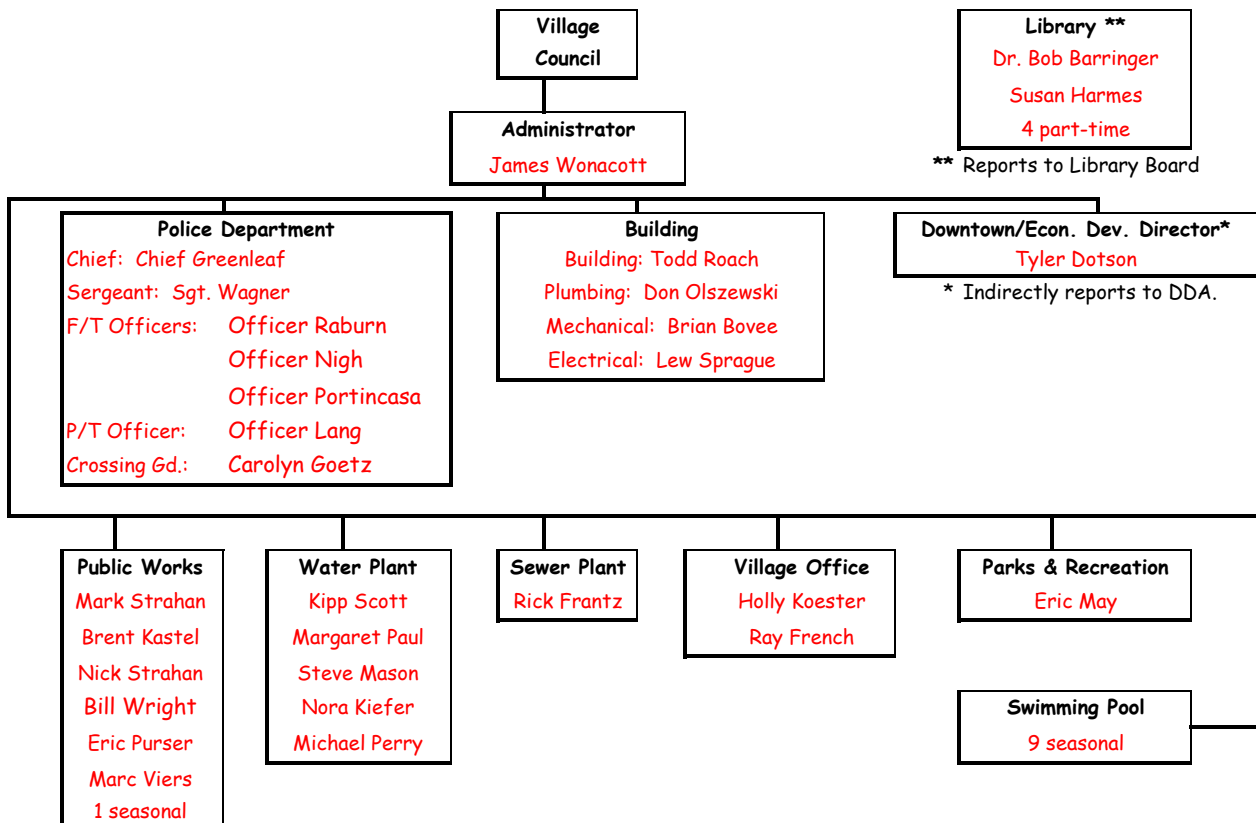 Village
Council
Library **
Dr. Bob Barringer
Susan Harmes
4 part-time
** Reports to Library Board
Administrator
James Wonacott
Police Department
Chief: Chief Greenleaf
Sergeant: Sgt. Wagner
F/T Officers: Officer Raburn
Officer Nigh
Officer Portincasa
P/T Officer: Officer Lang
Crossing Gd.: Carolyn Goetz
Building
Building: Todd Roach
Plumbing: Don Olszewski
Mechanical: Brian Bovee
Electrical: Lew Sprague
Downtown/Econ. Dev. Director*
Tyler Dotson
* Indirectly reports to DDA.
Public Works
Mark Strahan
Brent Kastel
Nick Strahan
Bill Wright
Eric Purser
Marc Viers
1 seasonal
Water Plant
Kipp Scott
Margaret Paul
Steve Mason
Nora Kiefer
Michael Perry
Sewer Plant
Rick Frantz
Village Office
Holly Koester
Ray French
Parks & Recreation
Eric May
Swimming Pool
9 seasonal